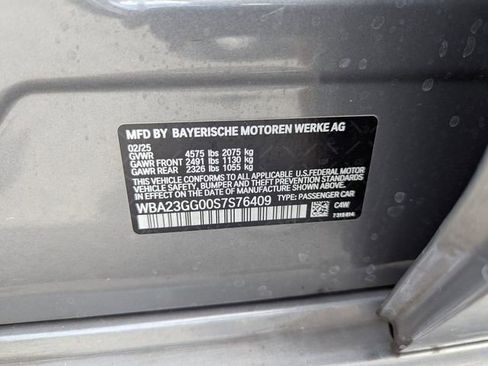 MFD BY BAYERISCHE MOTOREN WERKE AG
02/25
GVWR 4575 lbs 2075 kg
GAWR FRONT 2491 lbs 1130 kg
GAWR REAR 2326 lbs 1055 kg
THIS VEHICLE CONFORMS TO ALL APPLICABLE U.S. FEDERAL MOTOR
VEHICLE SAFETY, BUMPER, AND THEFT PREVENTION STANDARDS
IN EFFECT ON THE DATE OF MANUFACTURE SHOWN ABOVE.
WBA23GG00S7S76409 TYPE: PASSENGER CAR
C4W